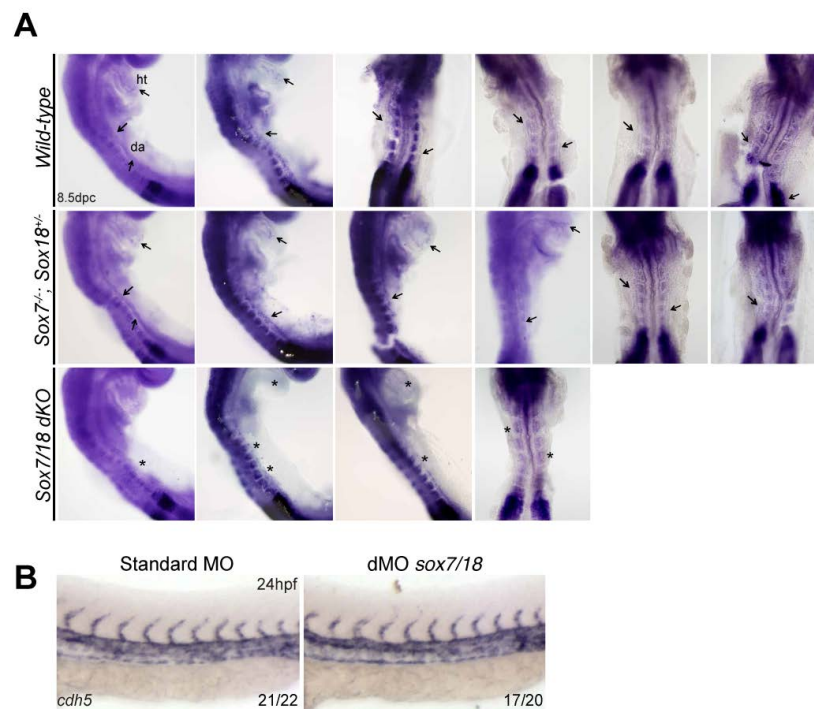 A
Wild-type
ht
da
8.5dpc
Sox7-/-; Sox18+/-
* *
Sox7/18 dKO
*
*
*
*
*
*
B
Standard MO
dMO sox7/18
24hpf
cdh5
21/22
17/20